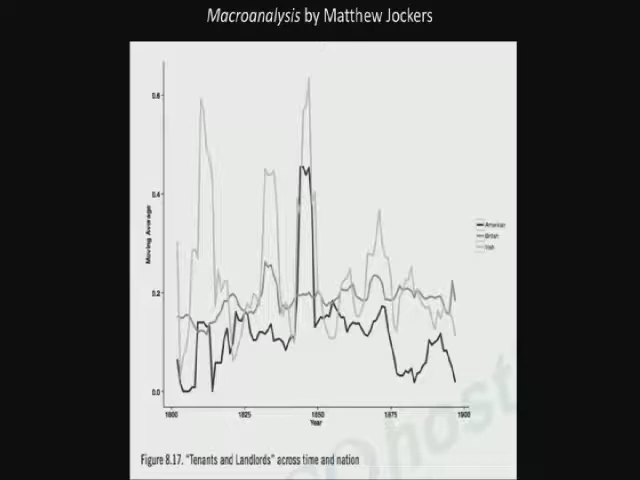 Macroanalysis by Matthew Jockers
0.6
0.4
0.2
0.0
Moving Average
1800 1825 1850 1875 1900
Year
American
British
Irish
Figure 8.17. "Tenants and Landlords" across time and nation
host